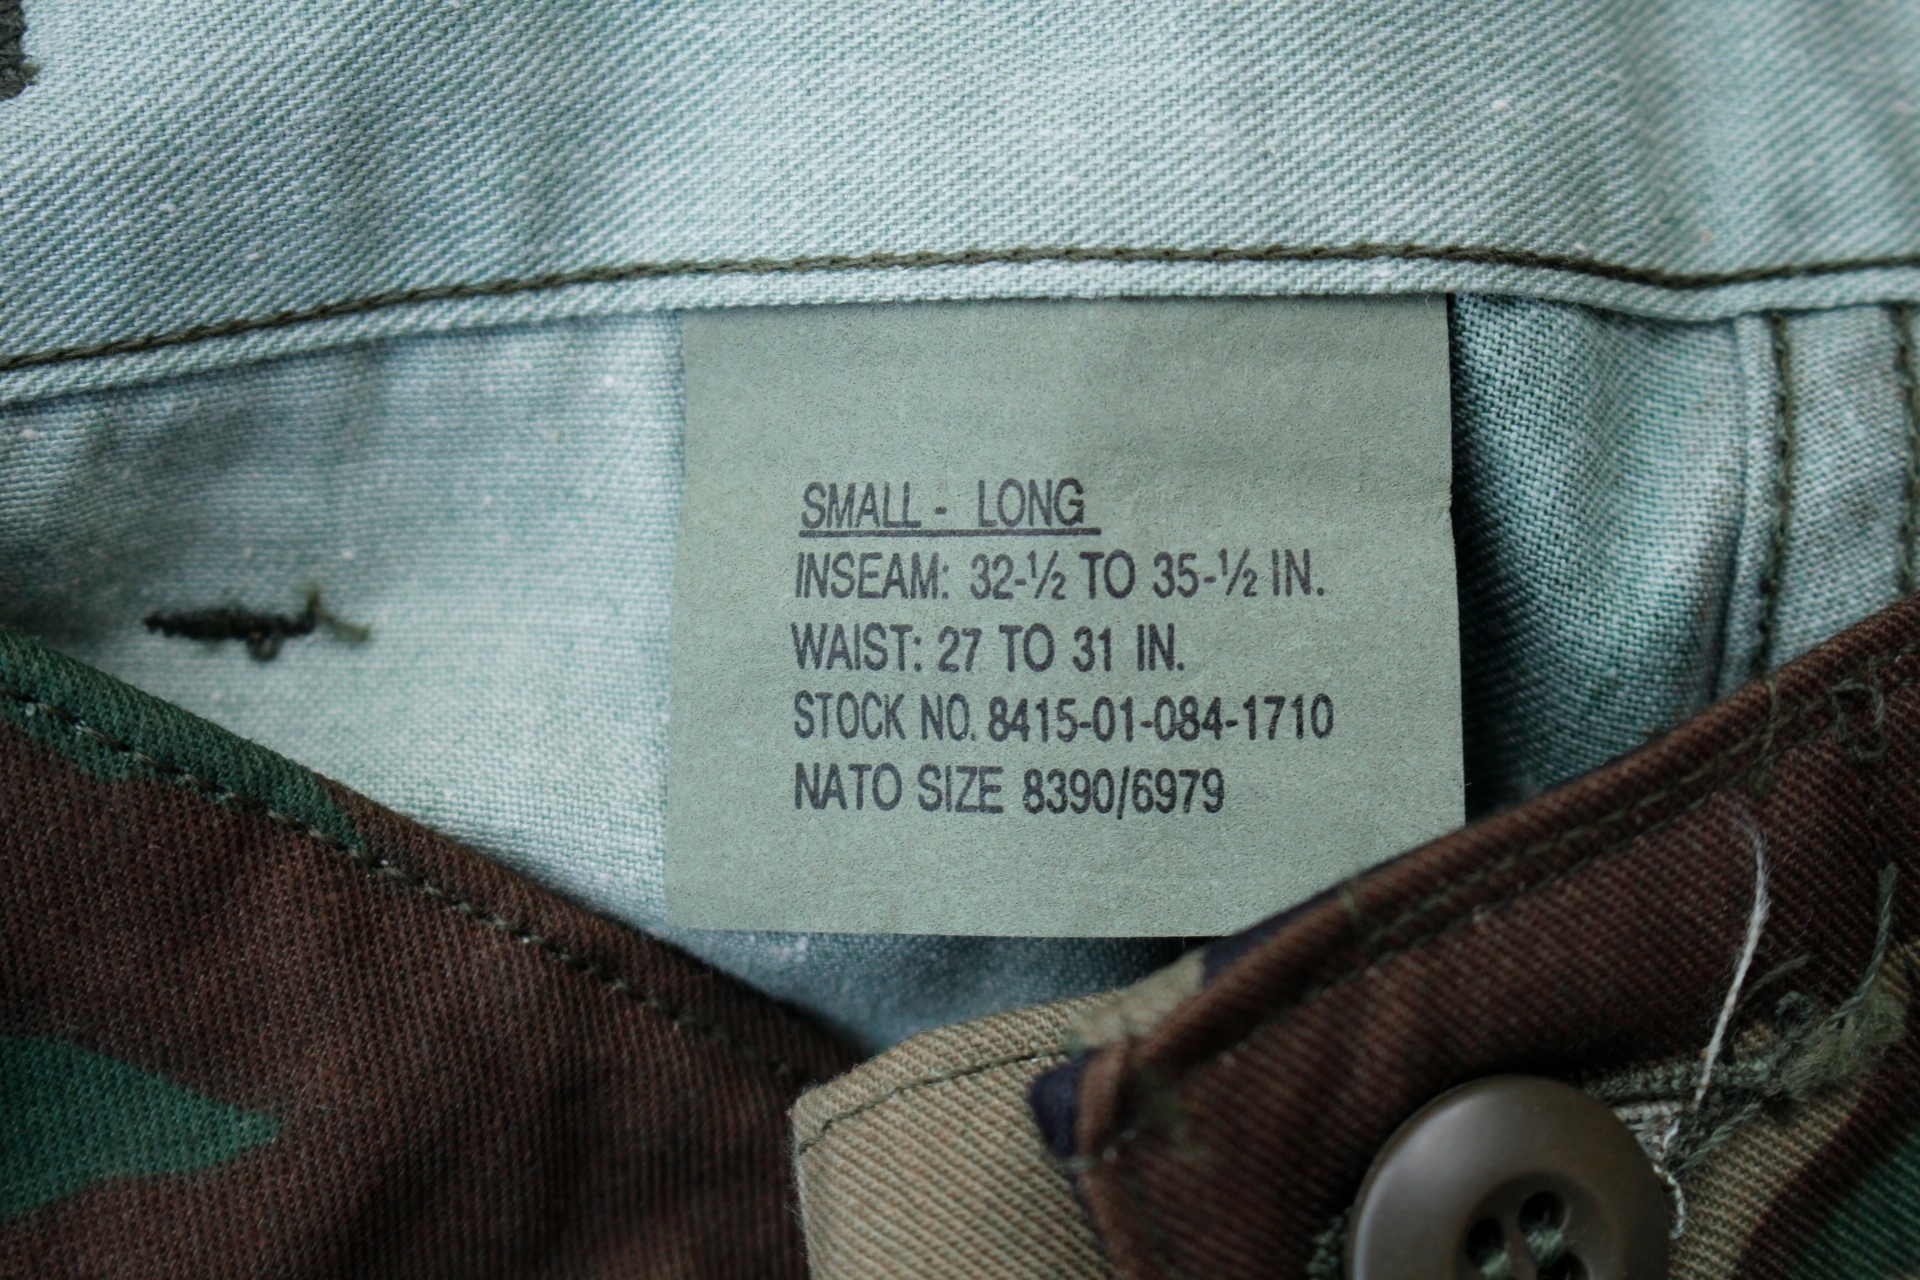 SMALL - LONG
INSEAM: 32-½ TO 35-½ IN.
WAIST: 27 TO 31 IN.
STOCK NO. 8415-01-084-1710
NATO SIZE 8390/6979